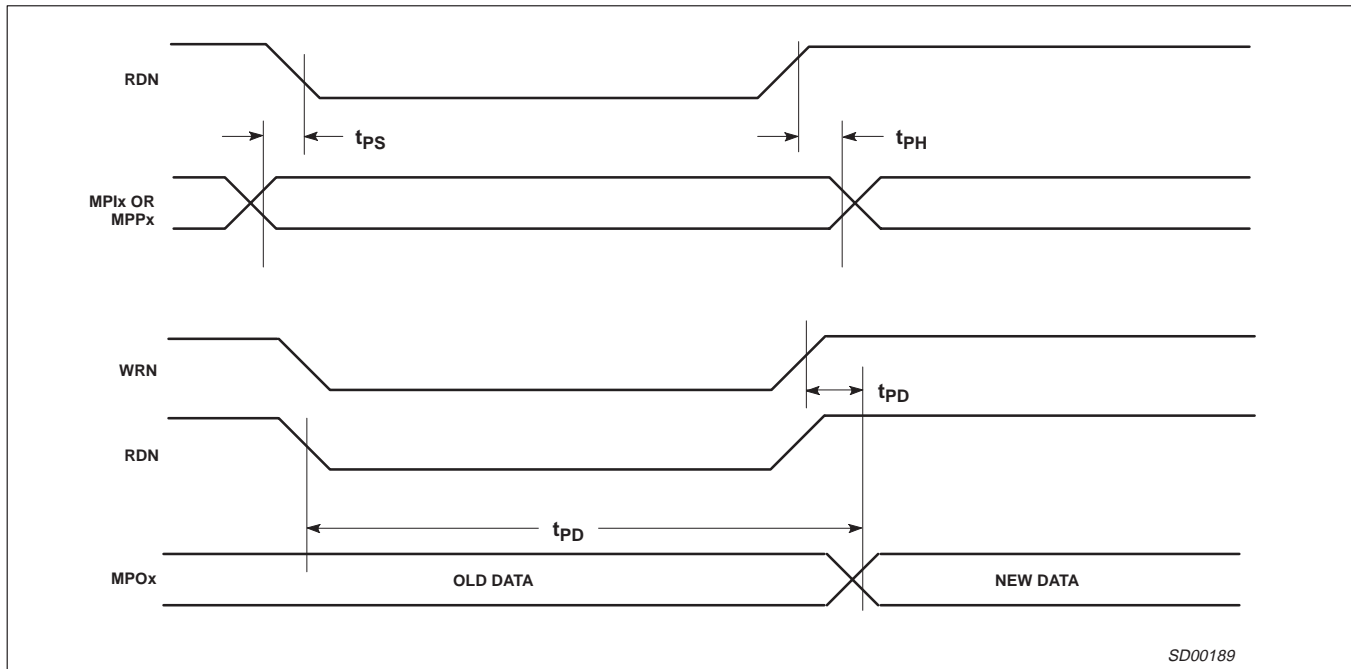 RDN
tPS
tPH
MPIx OR
MPPx
WRN
tPD
RDN
tPD
MPOx
OLD DATA
NEW DATA
SD00189